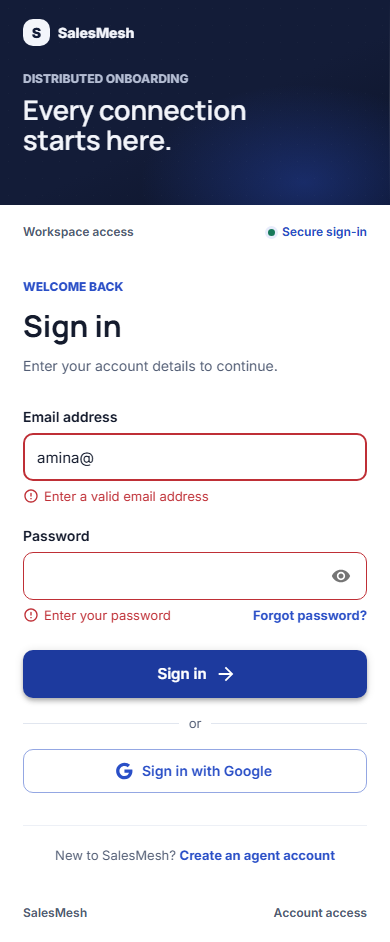 S SalesMesh
DISTRIBUTED ONBOARDING
Every connection
starts here.
Workspace access
Secure sign-in
WELCOME BACK
Sign in
Enter your account details to continue.
Email address
amina@
Enter a valid email address
Password
Enter your password
Forgot password?
Sign in
or
G Sign in with Google
New to SalesMesh? Create an agent account
SalesMesh
Account access